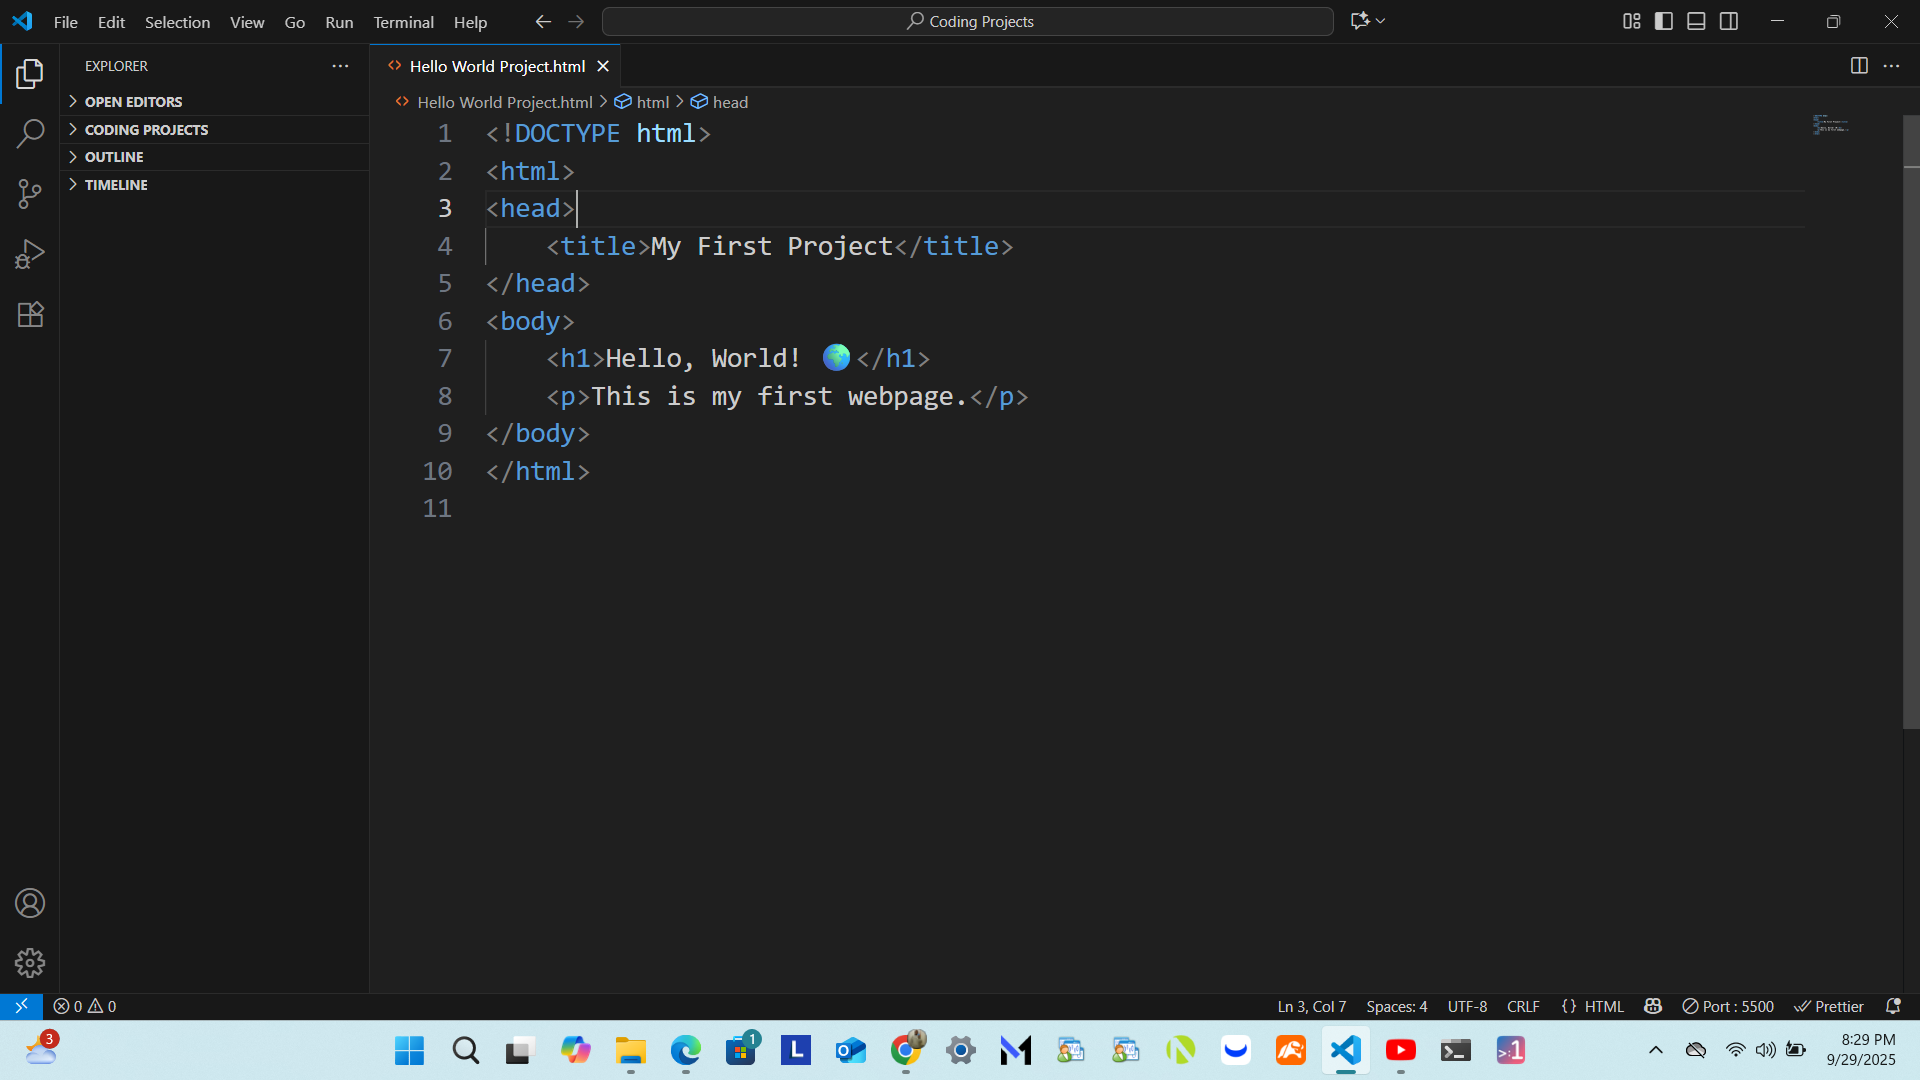 File Edit Selection View Go Run Terminal Help Coding Projects
EXPLORER
OPEN EDITORS
CODING PROJECTS
OUTLINE
TIMELINE
Hello World Project.html
Hello World Project.html > html > head
1 <!DOCTYPE html>
2 <html>
3 <head>
4 <title>My First Project</title>
5 </head>
6 <body>
7 <h1>Hello, World! 🌍</h1>
8 <p>This is my first webpage.</p>
9 </body>
10 </html>
11
0 0 Ln 3, Col 7 Spaces: 4 UTF-8 CRLF {} HTML Port : 5500 Prettier
3 1 L O >:1 8:29 PM
9/29/2025